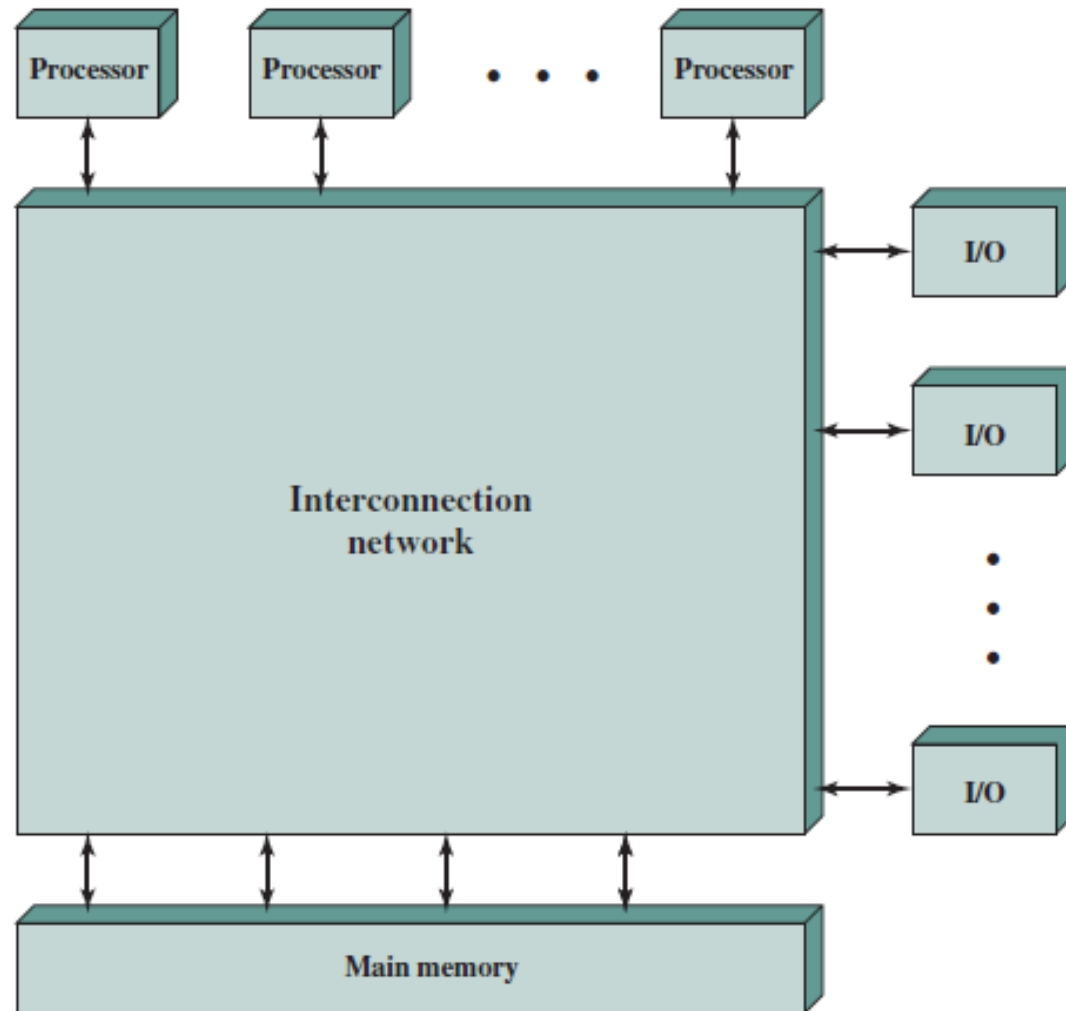 Processor
Processor
Processor
I/O
I/O
Interconnection
network
I/O
Main memory